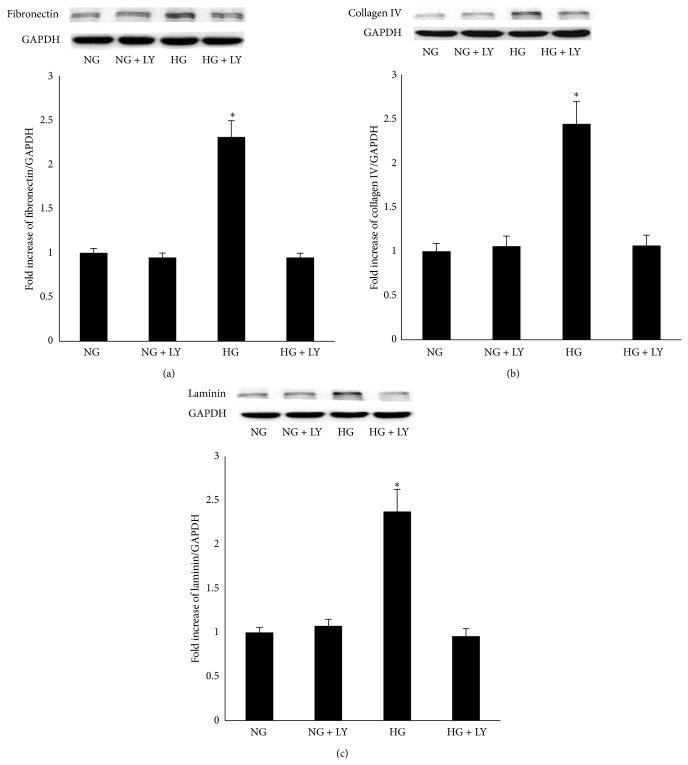 Fibronectin
GAPDH
NG NG + LY HG HG + LY
Fold increase of fibronectin/GAPDH
3
2.5
2
1.5
1
0.5
0
*
NG NG + LY HG HG + LY
(a)
Collagen IV
GAPDH
NG NG + LY HG HG + LY
Fold increase of collagen IV/GAPDH
3
2.5
2
1.5
1
0.5
0
*
NG NG + LY HG HG + LY
(b)
Laminin
GAPDH
NG NG + LY HG HG + LY
Fold increase of laminin/GAPDH
3
2.5
2
1.5
1
0.5
0
*
NG NG + LY HG HG + LY
(c)